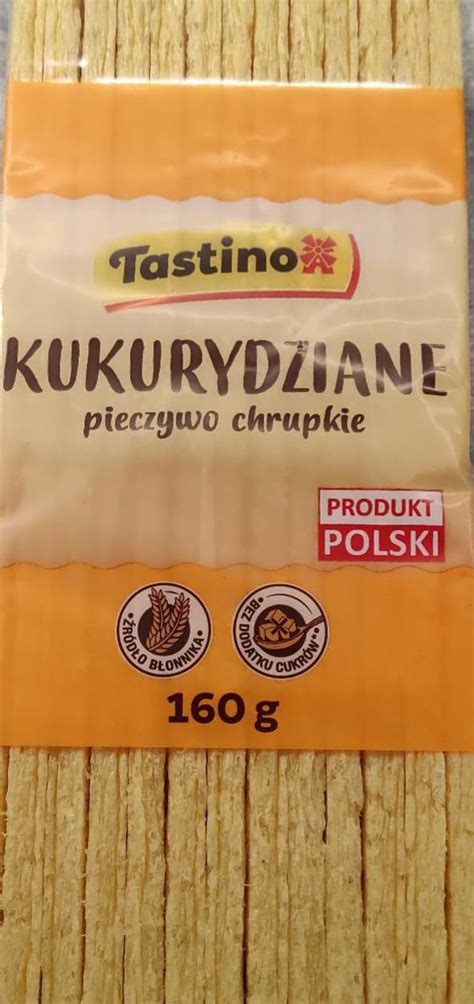 Tastino
KUKURYDZIANE
pieczywo chrupkie
PRODUKT
POLSKI
•ŹRÓDŁO BŁONNIKA•
•BEZ DODATKU CUKRÓW**•
160 g